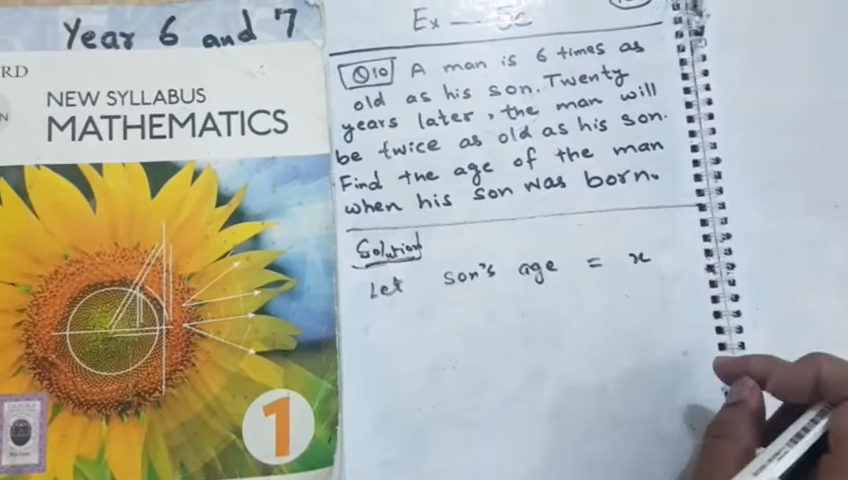 Year 6 and 7
RD
NEW SYLLABUS
MATHEMATICS
1
Ex — 5c
Q10 A man is 6 times as
old as his son. Twenty
years later, the man will
be twice as old as his son.
Find the age of the man
when his son was born.
Solution
Let son's age = x